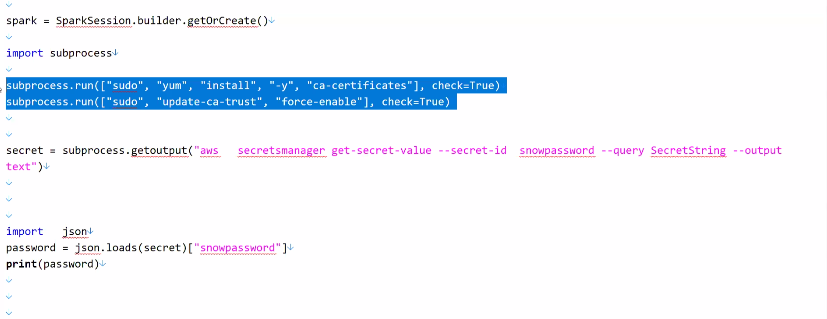 spark = SparkSession.builder.getOrCreate()
import subprocess
subprocess.run(["sudo", "yum", "install", "-y", "ca-certificates"], check=True)
subprocess.run(["sudo", "update-ca-trust", "force-enable"], check=True)
secret = subprocess.getoutput("aws   secretsmanager get-secret-value --secret-id  snowpassword --query SecretString --output
text")
import   json
password = json.loads(secret)["snowpassword"]
print(password)